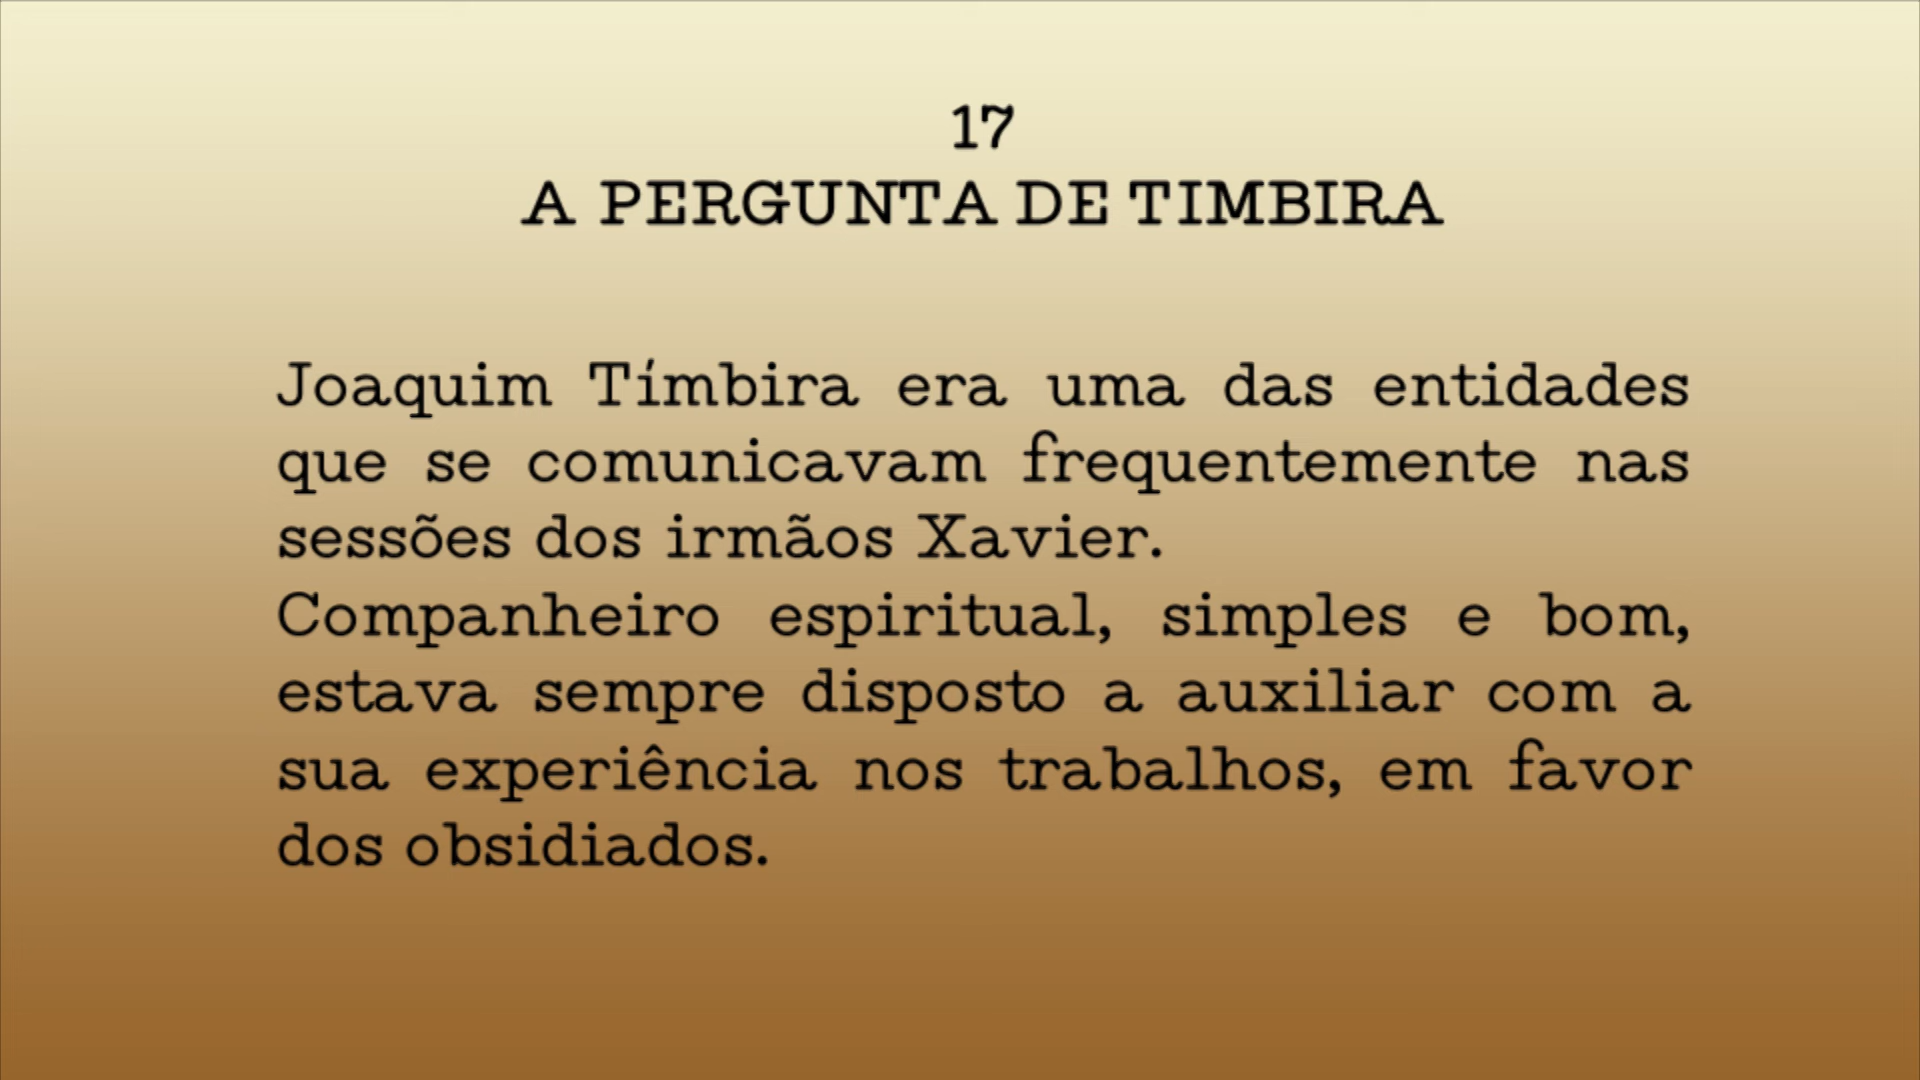 17
A PERGUNTA DE TIMBIRA
Joaquim Tímbira era uma das entidades
que se comunicavam frequentemente nas
sessões dos irmãos Xavier.
Companheiro espiritual, simples e bom,
estava sempre disposto a auxiliar com a
sua experiência nos trabalhos, em favor
dos obsidiados.